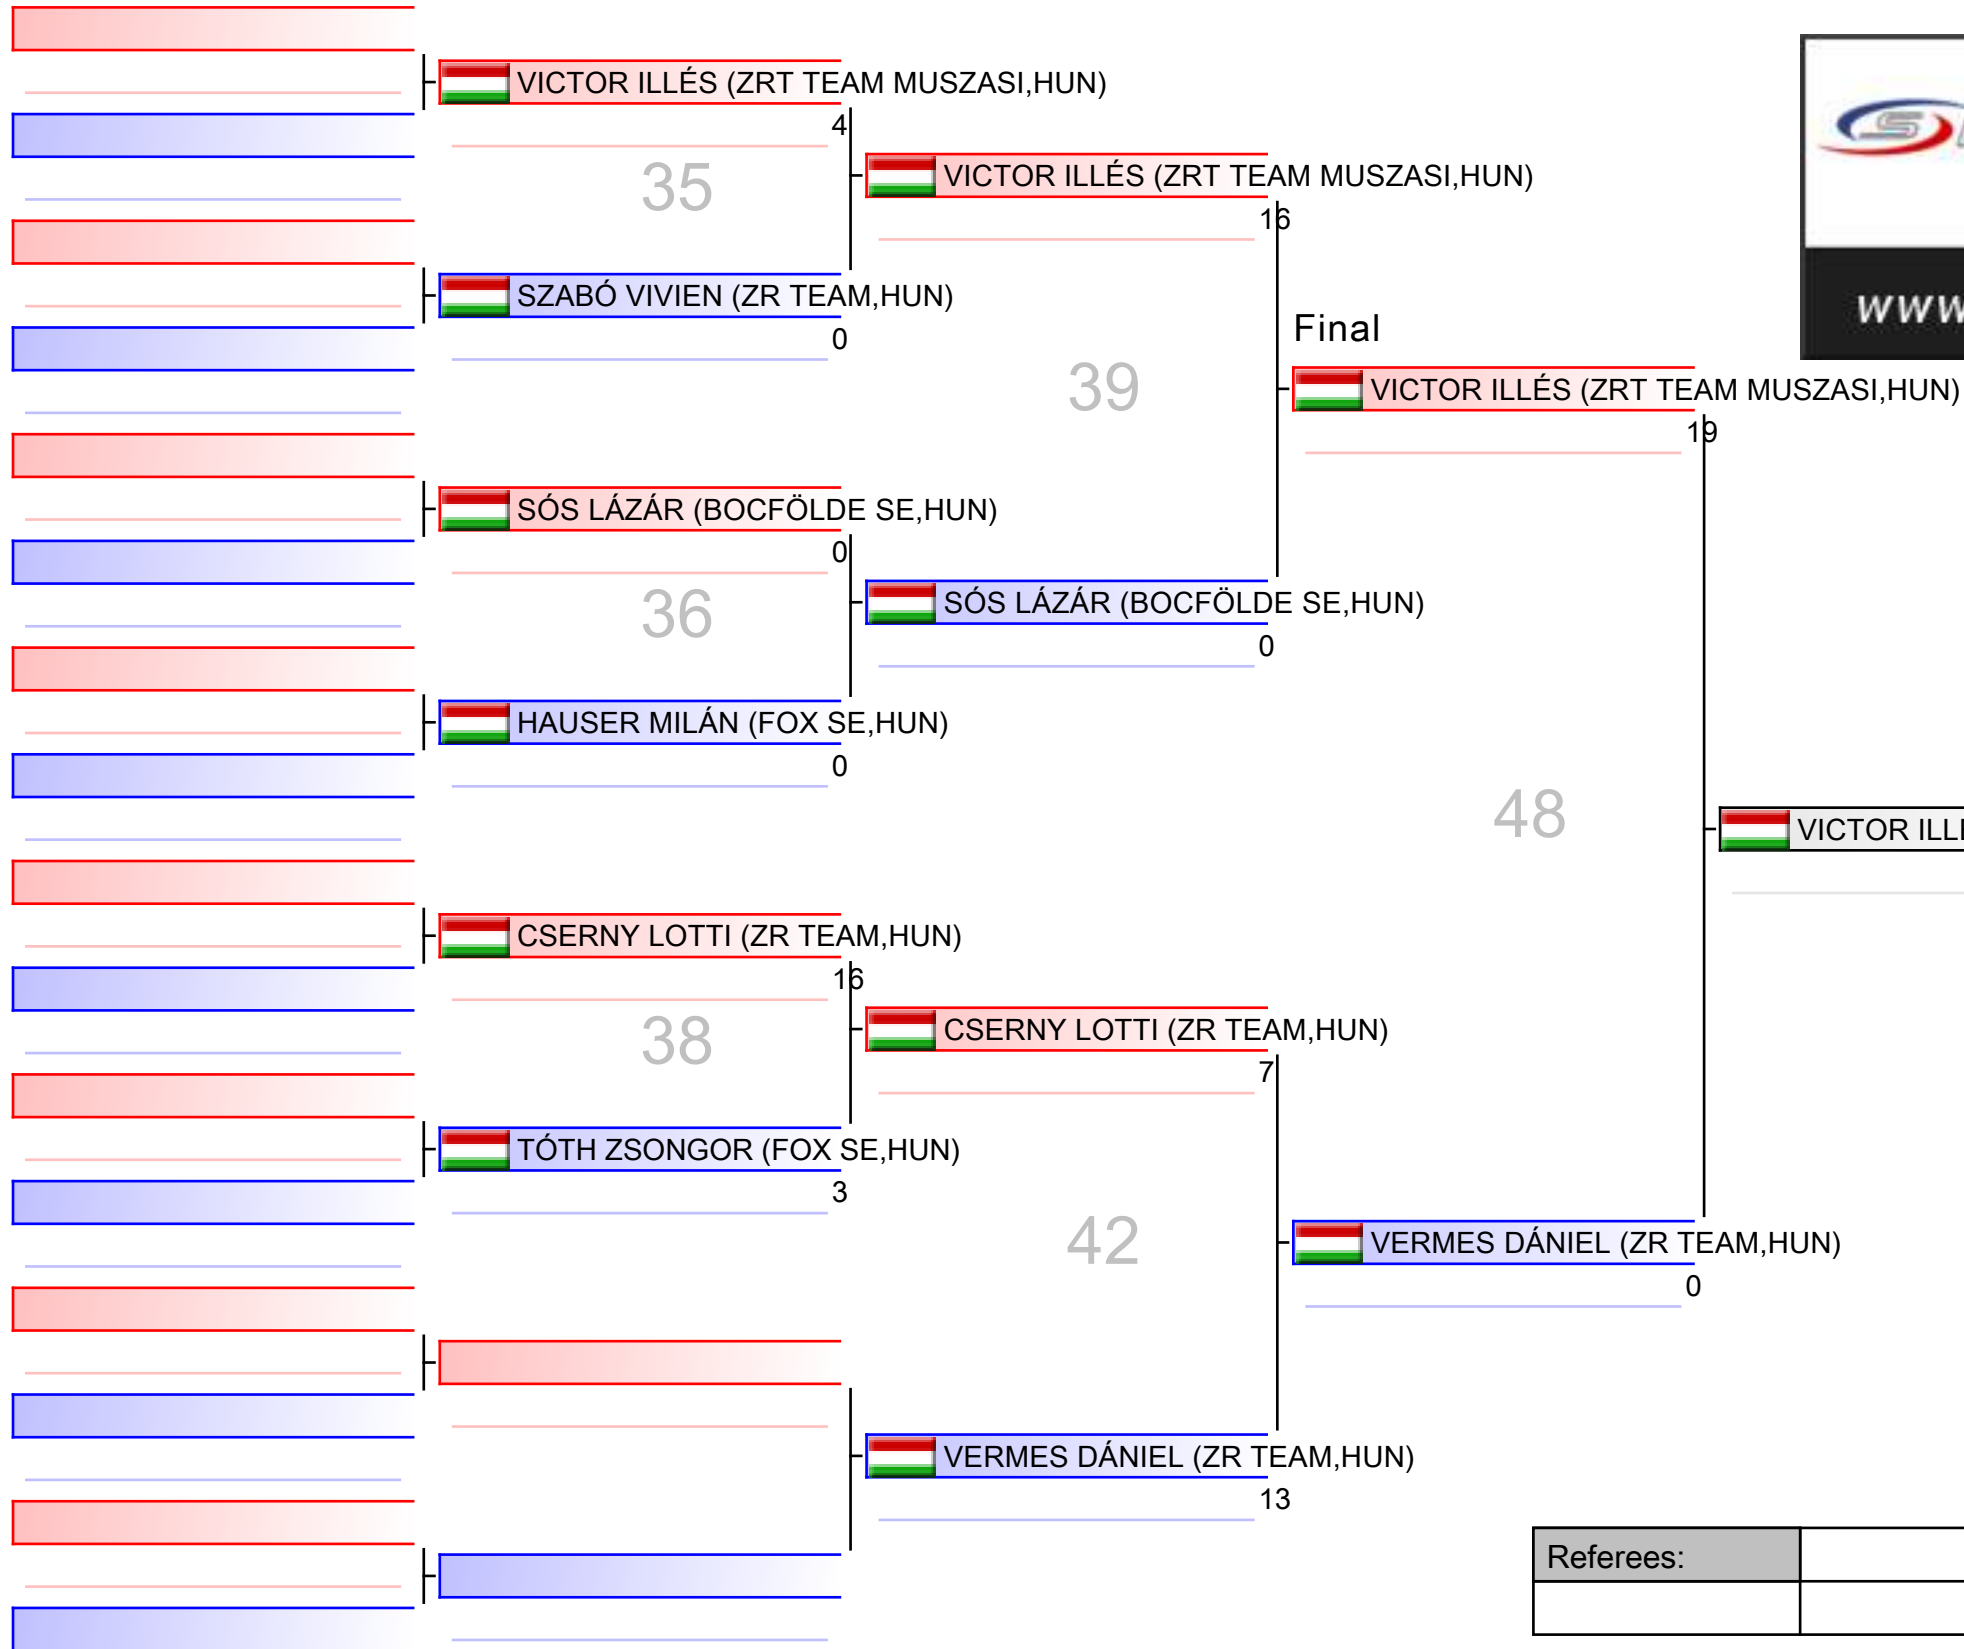 VICTOR ILLÉS (ZRT TEAM MUSZASI,HUN)
4
35
VICTOR ILLÉS (ZRT TEAM MUSZASI,HUN)
16
SZABÓ VIVIEN (ZR TEAM,HUN)
0
www
Final
39
VICTOR ILLÉS (ZRT TEAM MUSZASI,HUN)
19
SÓS LÁZÁR (BOCFÖLDE SE,HUN)
0
36
SÓS LÁZÁR (BOCFÖLDE SE,HUN)
0
HAUSER MILÁN (FOX SE,HUN)
0
48
VICTOR ILL
CSERNY LOTTI (ZR TEAM,HUN)
16
38
CSERNY LOTTI (ZR TEAM,HUN)
7
TÓTH ZSONGOR (FOX SE,HUN)
3
42
VERMES DÁNIEL (ZR TEAM,HUN)
0
VERMES DÁNIEL (ZR TEAM,HUN)
13
Referees: